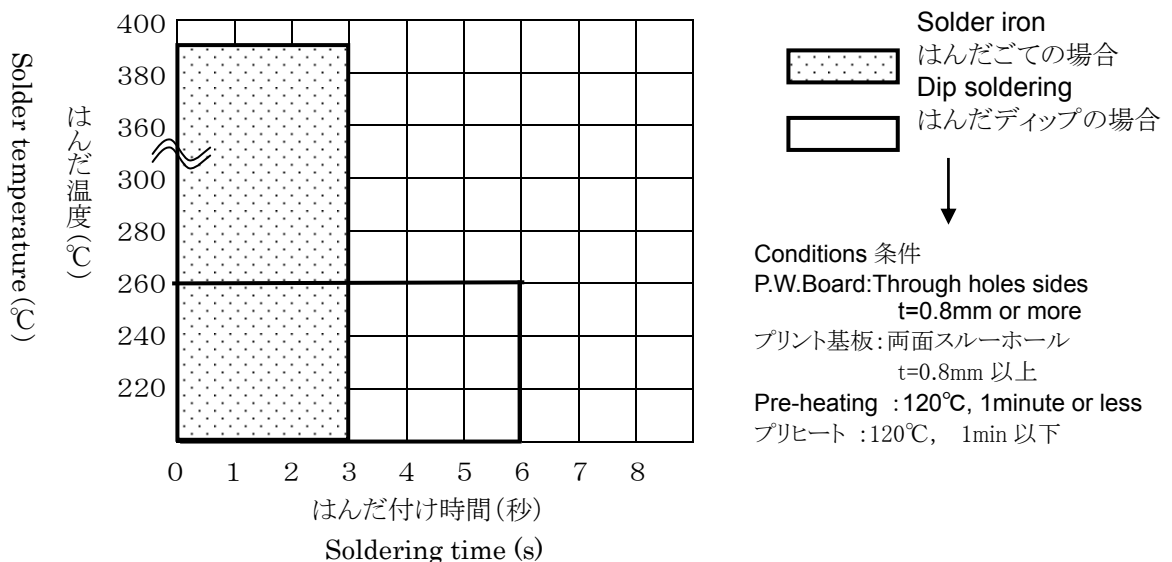 Solder temperature(℃)
はんだ温度(℃)
400
380
360
300
280
260
240
220
0 1 2 3 4 5 6 7 8
はんだ付け時間(秒)
Soldering time (s)
Solder iron
はんだごての場合
Dip soldering
はんだディップの場合
Conditions 条件
P.W.Board:Through holes sides
t=0.8mm or more
プリント基板:両面スルーホール
t=0.8mm 以上
Pre-heating :120℃, 1minute or less
プリヒート :120℃, 1min 以下